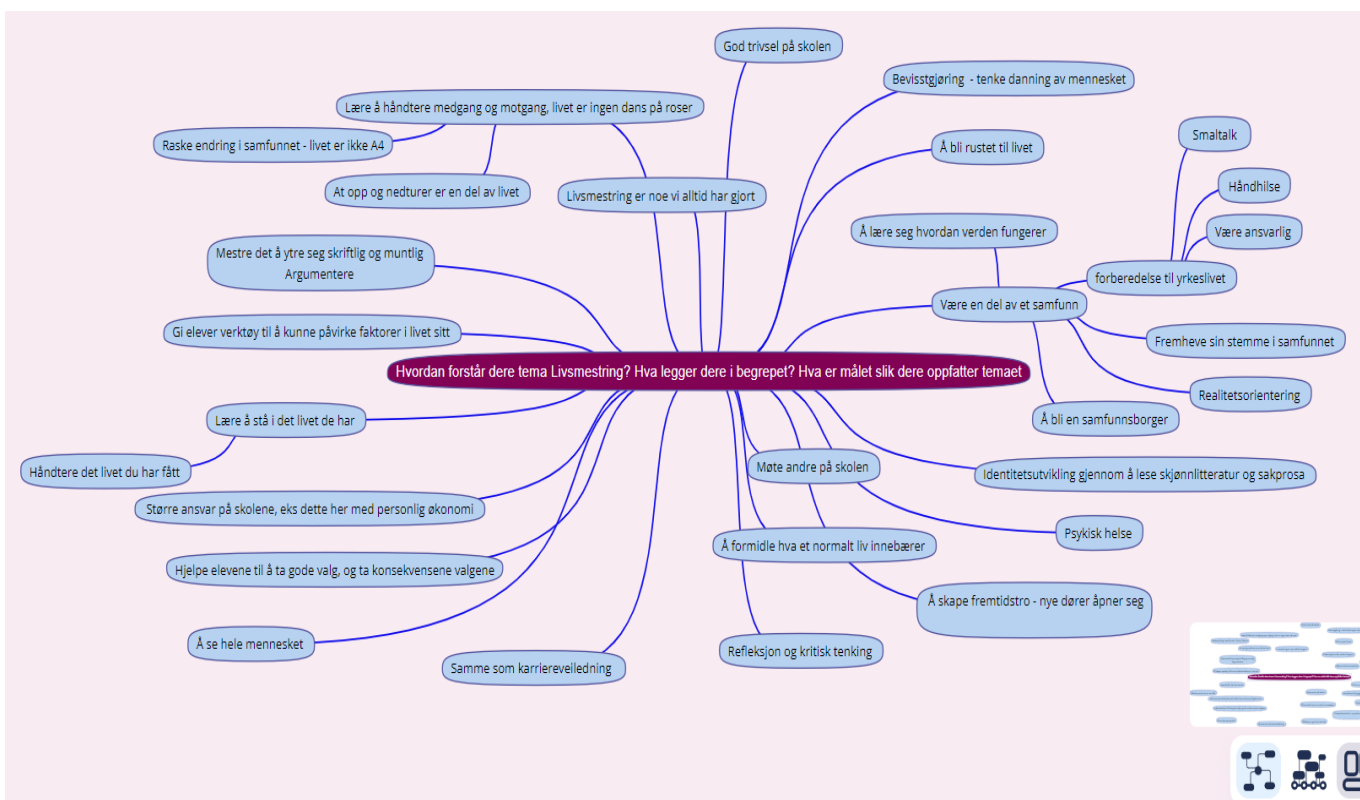 God trivsel på skolen
Bevisstgjøring - tenke danning av mennesket
Lære å håndtere medgang og motgang, livet er ingen dans på roser
Smaltalk
Raske endring i samfunnet - livet er ikke A4
Å bli rustet til livet
At opp og nedturer er en del av livet
Livsmestring er noe vi alltid har gjort
Håndhilse
Å lære seg hvordan verden fungerer
Være ansvarlig
Mestre det å ytre seg skriftlig og muntlig
Argumentere
forberedelse til yrkeslivet
Være en del av et samfunn
Gi elever verktøy til å kunne påvirke faktorer i livet sitt
Fremheve sin stemme i samfunnet
Hvordan forstår dere tema Livsmestring? Hva legger dere i begrepet? Hva er målet slik dere oppfatter temaet
Realitetsorientering
Lære å stå i det livet de har
Å bli en samfunnsborger
Håndtere det livet du har fått
Møte andre på skolen
Identitetsutvikling gjennom å lese skjønnlitteratur og sakprosa
Større ansvar på skolene, eks dette her med personlig økonomi
Psykisk helse
Å formidle hva et normalt liv innebærer
Hjelpe elevene til å ta gode valg, og ta konsekvensene valgene
Å skape fremtidstro - nye dører åpner seg
Å se hele mennesket
Refleksjon og kritisk tenking
Samme som karriereveiledning